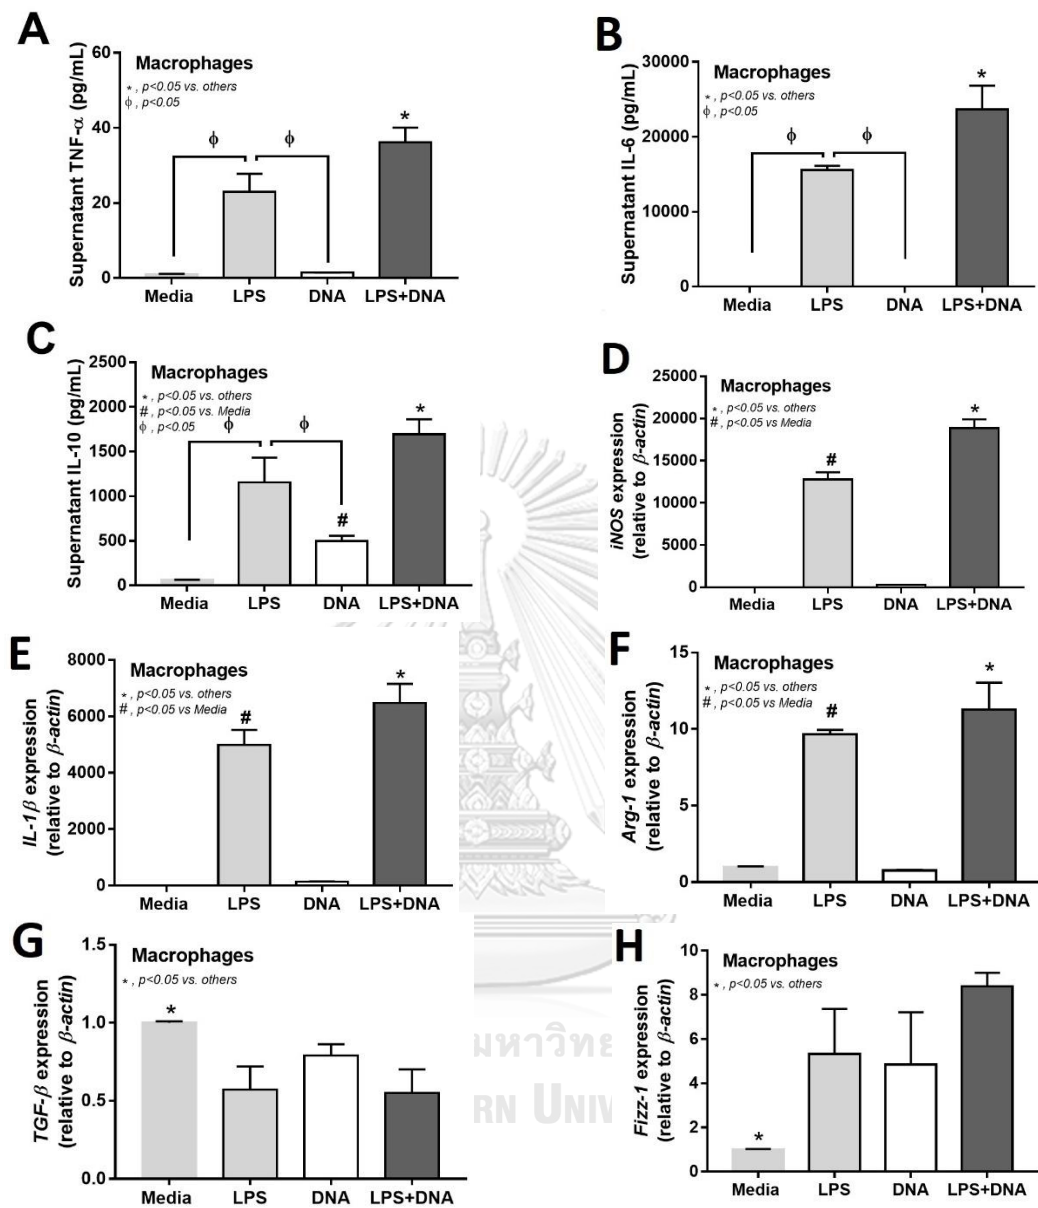 A
Supernatant TNF-α (pg/mL)
60
40
20
0
Macrophages
* , p<0.05 vs. others
ϕ , p<0.05
ϕ
ϕ
*
Media
LPS
DNA
LPS+DNA
B
Supernatant IL-6 (pg/mL)
30000
20000
10000
0
Macrophages
* , p<0.05 vs. others
ϕ , p<0.05
ϕ
ϕ
*
Media
LPS
DNA
LPS+DNA
C
Supernatant IL-10 (pg/mL)
2500
2000
1500
1000
500
0
Macrophages
* , p<0.05 vs. others
# , p<0.05 vs. Media
ϕ , p<0.05
ϕ
ϕ
#
*
Media
LPS
DNA
LPS+DNA
D
iNOS expression
(relative to β-actin)
25000
20000
15000
10000
5000
0
Macrophages
* , p<0.05 vs. others
# , p<0.05 vs Media
#
*
Media
LPS
DNA
LPS+DNA
E
IL-1β expression
(relative to β-actin)
8000
6000
4000
2000
0
Macrophages
* , p<0.05 vs. others
# , p<0.05 vs Media
#
*
Media
LPS
DNA
LPS+DNA
F
Arg-1 expression
(relative to β-actin)
15
10
5
0
Macrophages
* , p<0.05 vs. others
# , p<0.05 vs Media
#
*
Media
LPS
DNA
LPS+DNA
G
TGF-β expression
(relative to β-actin)
1.5
1.0
0.5
0.0
Macrophages
* , p<0.05 vs. others
*
Media
LPS
DNA
LPS+DNA
H
Fizz-1 expression
(relative to β-actin)
10
8
6
4
2
0
Macrophages
* , p<0.05 vs. others
*
Media
LPS
DNA
LPS+DNA